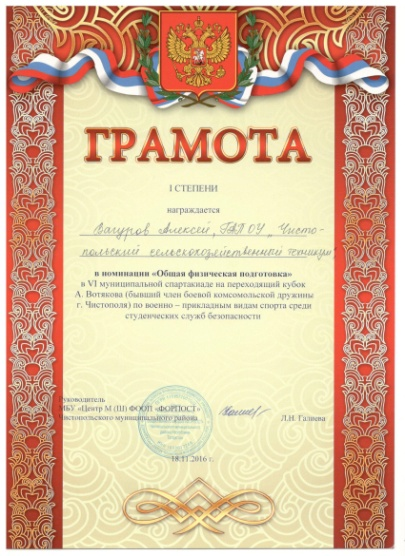 ГРАМОТА
I СТЕПЕНИ
награждается
Вагуров Алексей, ГАПОУ „Чисто-
польский сельскохозяйственный техникум"
в номинации «Общая физическая подготовка»
в VI муниципальной спартакиаде на переходящий кубок
А. Вотякова (бывший член боевой комсомольской дружины
г. Чистополя) по военно – прикладным видам спорта среди
студенческих служб безопасности
Руководитель
МБУ «Центр М (Ш) ФООП «ФОРПОСТ»
Чистопольского муниципального района Л.И. Галиева
18.11.2016 г.